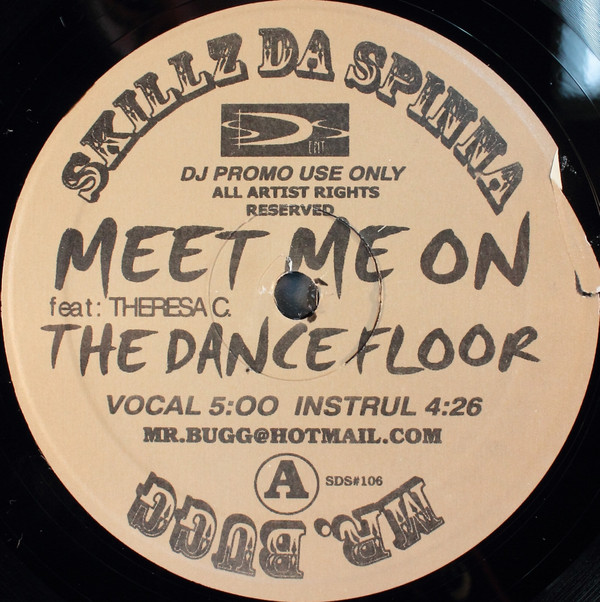 SKILLZ DA SPINNA
SDS
DJ PROMO USE ONLY
ALL ARTIST RIGHTS
RESERVED
MEET ME ON
feat: THERESA C.
THE DANCE FLOOR
VOCAL 5:00 INSTRUL 4:26
MR.BUGG@HOTMAIL.COM
A
SDS#106
MR. BUGG